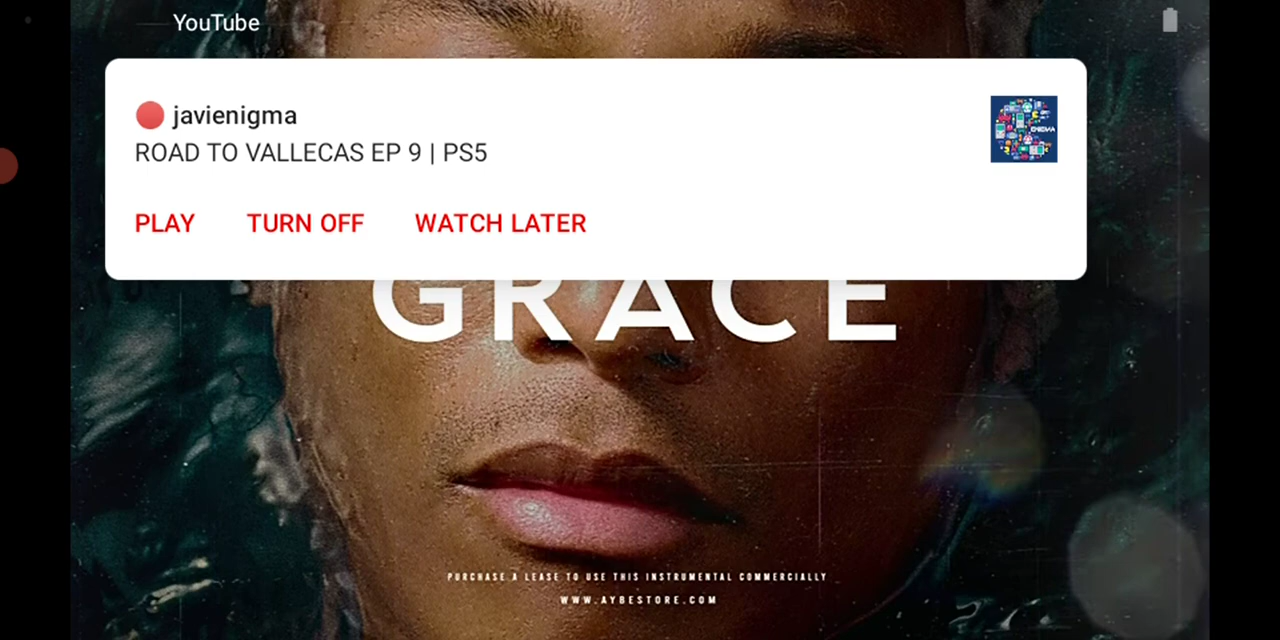 YouTube
javienigma
ROAD TO VALLECAS EP 9 | PS5
ENIGMA
PLAY TURN OFF WATCH LATER
GRACE
PURCHASE A LEASE TO USE THIS INSTRUMENTAL COMMERCIALLY
WWW.AYBESTORE.COM